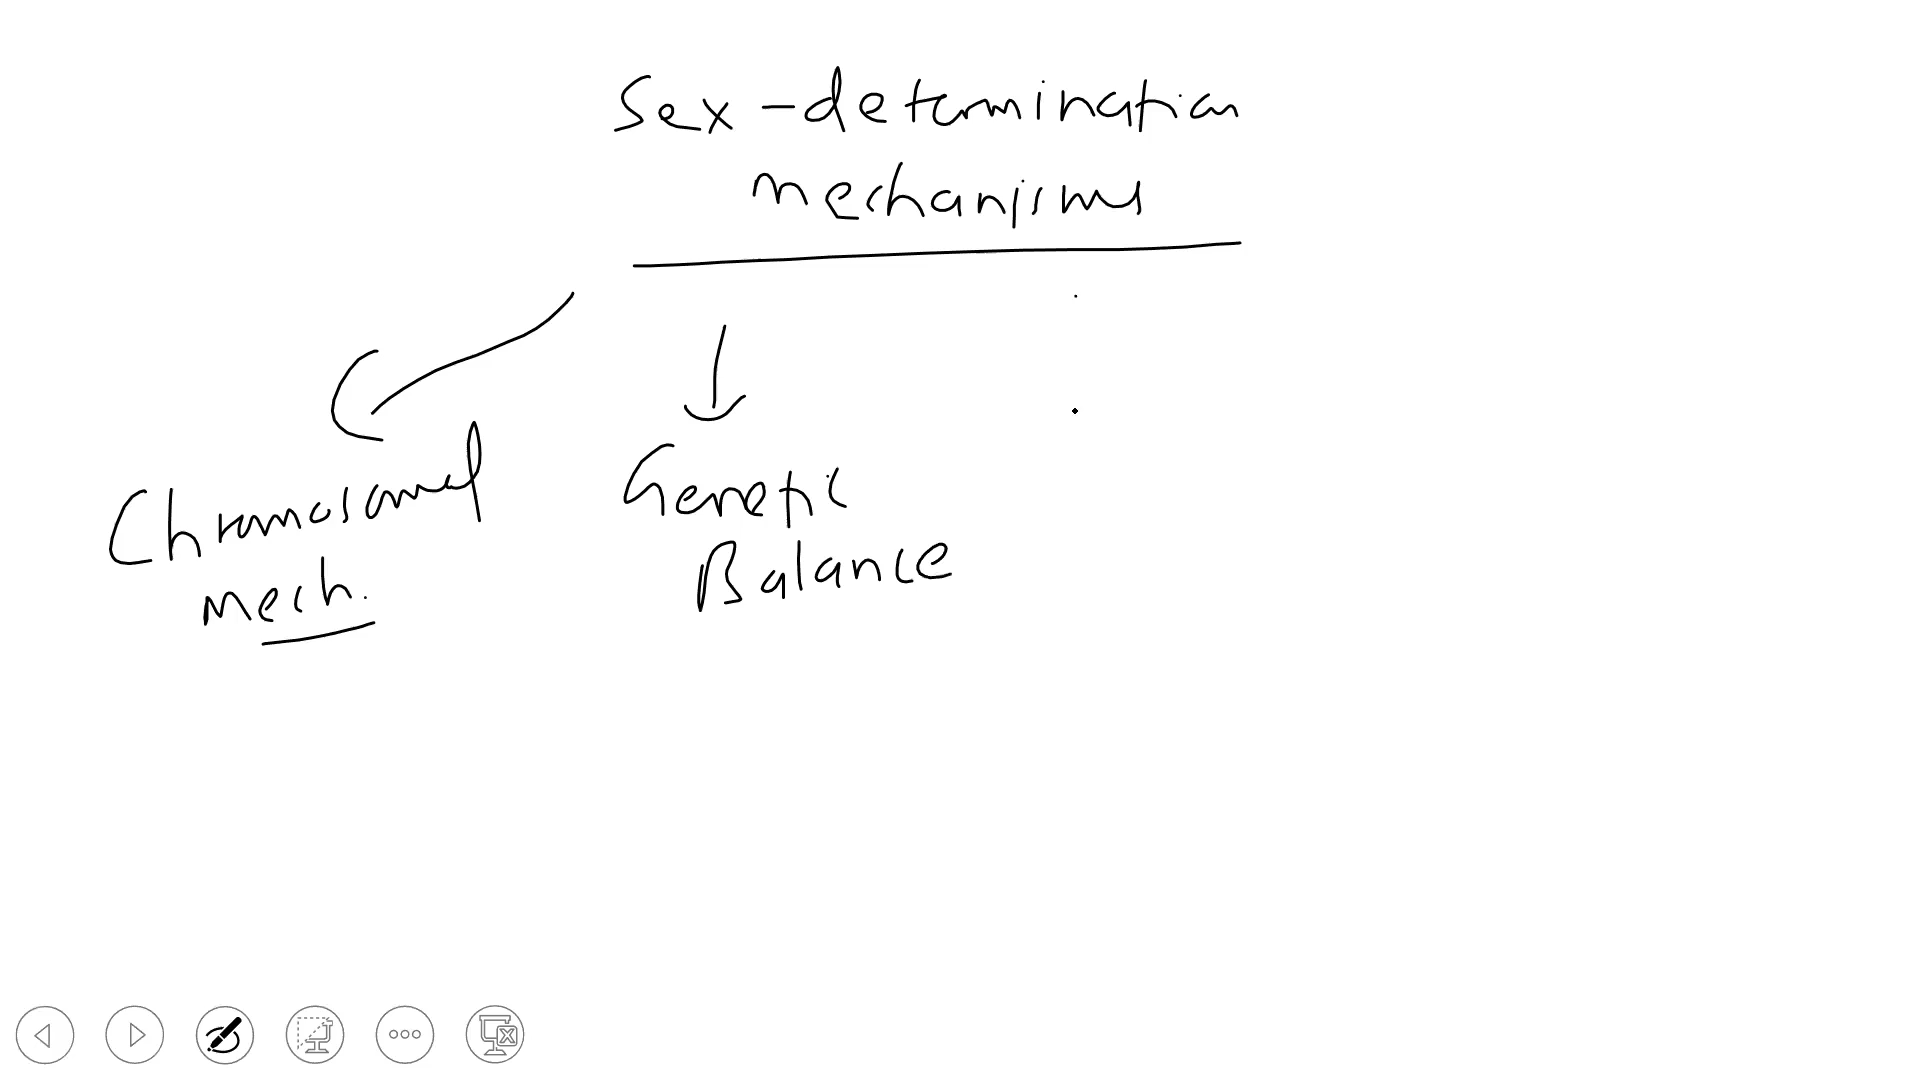 Sex-determination
mechanisms
Chromosomal
mech.
Genetic
Balance